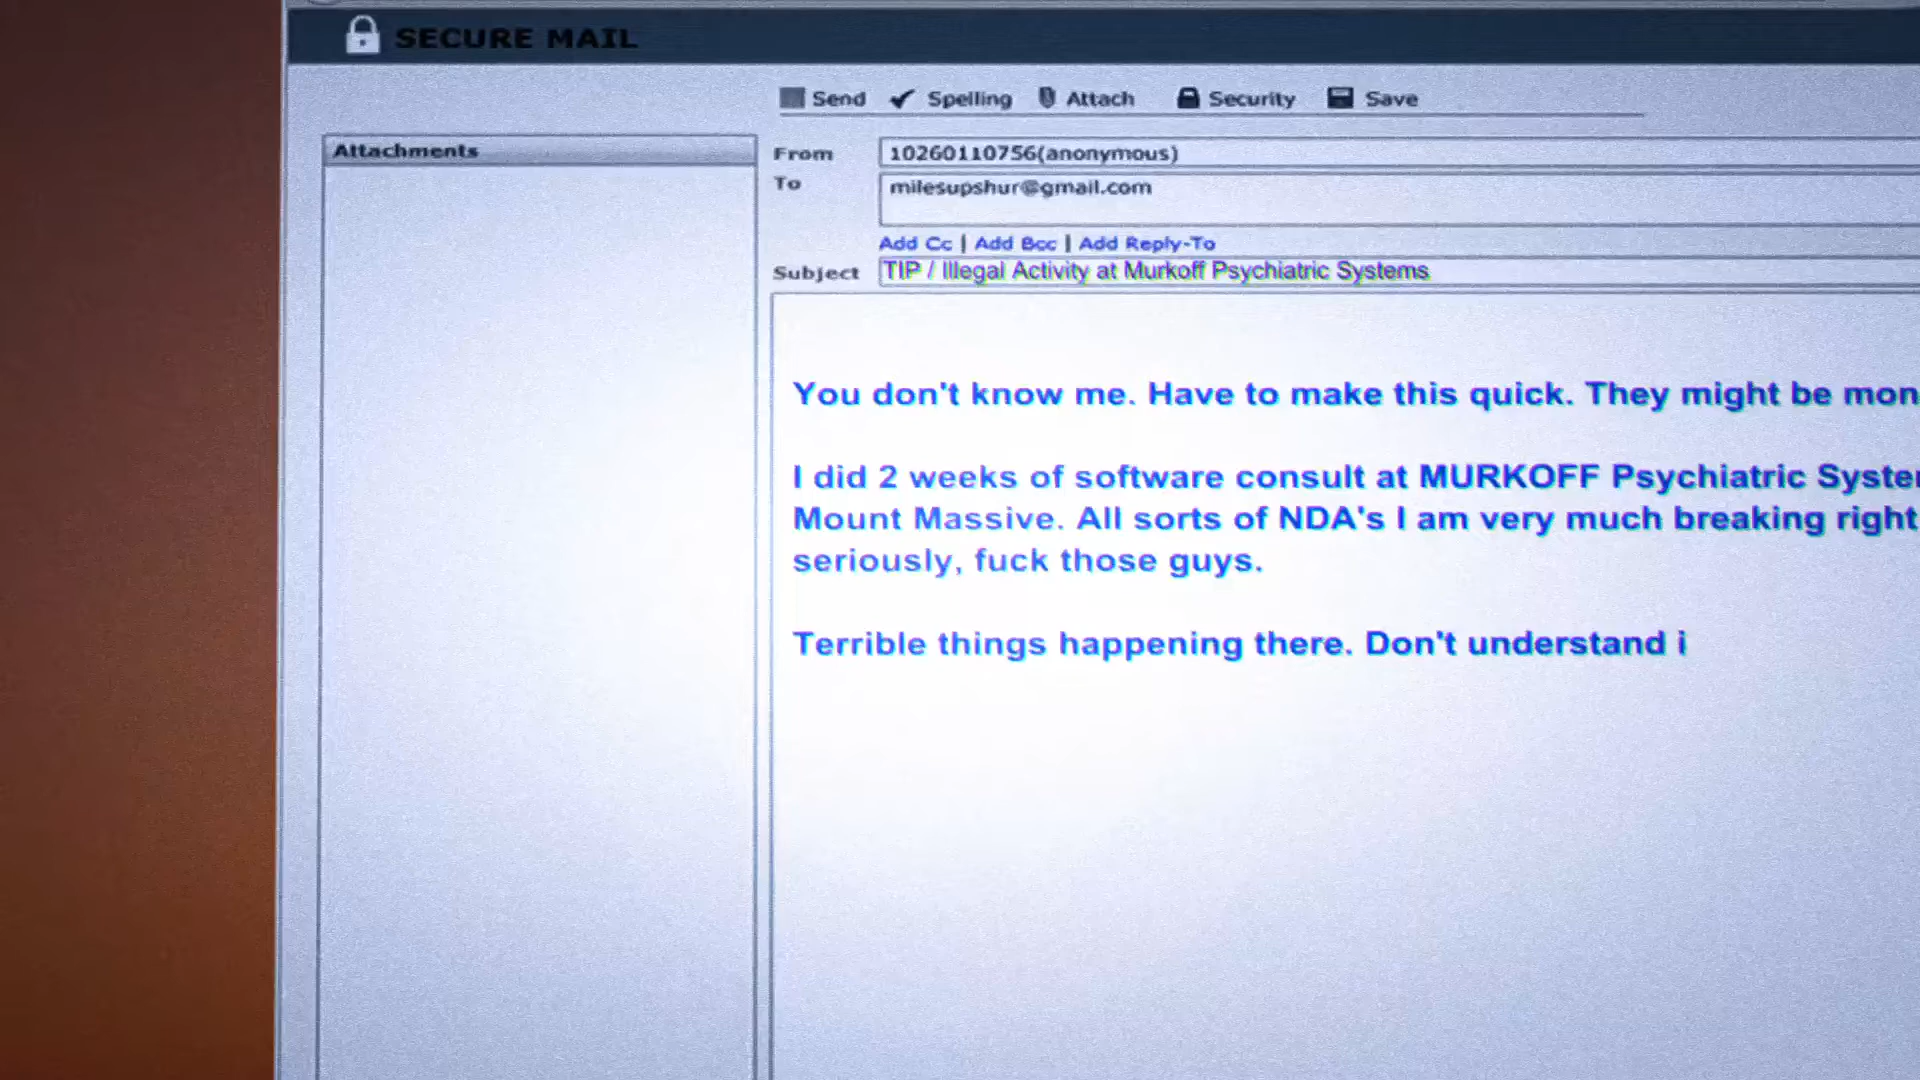 SECURE MAIL
Send Spelling Attach Security Save
Attachments
From 10260110756(anonymous)
To milesupshur@gmail.com
Add Cc | Add Bcc | Add Reply-To
Subject TIP / Illegal Activity at Murkoff Psychiatric Systems
You don't know me. Have to make this quick. They might be mon
I did 2 weeks of software consult at MURKOFF Psychiatric System
Mount Massive. All sorts of NDA's I am very much breaking right
seriously, fuck those guys.
Terrible things happening there. Don't understand i